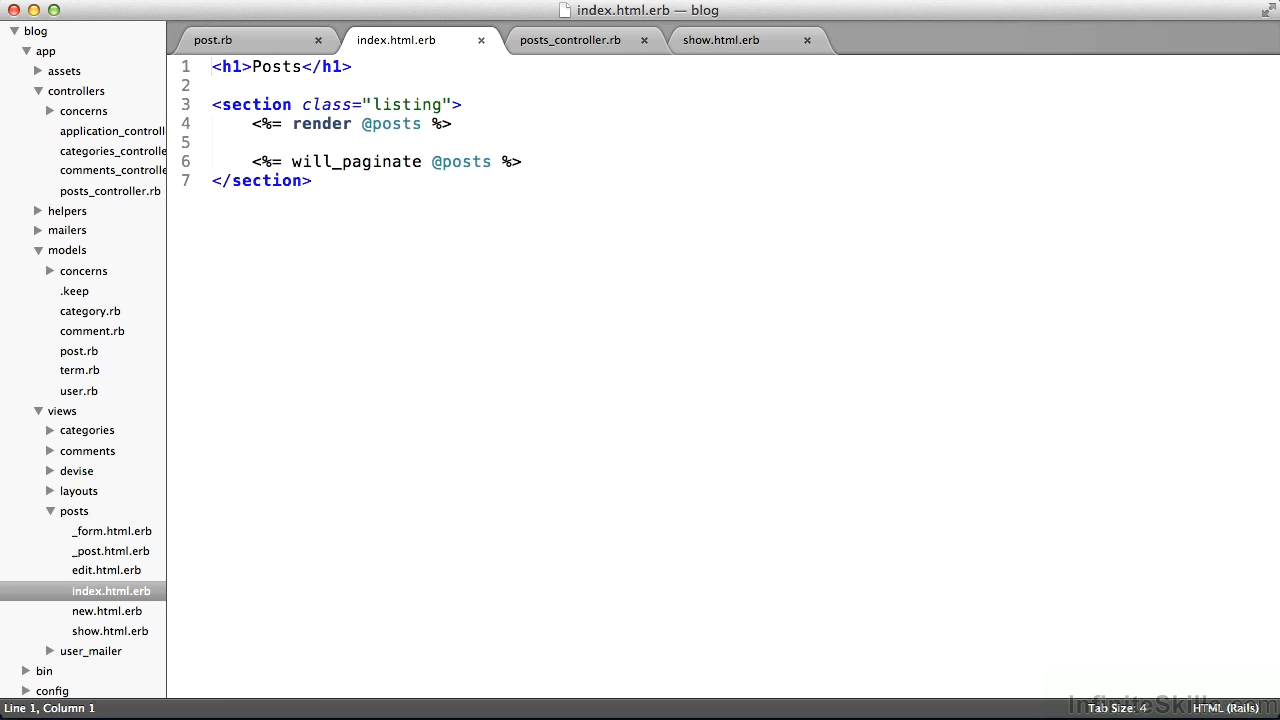 index.html.erb — blog
blog
app
assets
controllers
concerns
application_controll
categories_controlle
comments_controlle
posts_controller.rb
helpers
mailers
models
concerns
.keep
category.rb
comment.rb
post.rb
term.rb
user.rb
views
categories
comments
devise
layouts
posts
_form.html.erb
_post.html.erb
edit.html.erb
index.html.erb
new.html.erb
show.html.erb
user_mailer
bin
config
post.rb × index.html.erb × posts_controller.rb × show.html.erb ×
1 <h1>Posts</h1>
2
3 <section class="listing">
4 <%= render @posts %>
5
6 <%= will_paginate @posts %>
7 </section>
InfiniteSkills.com
Line 1, Column 1 Tab Size: 4 HTML (Rails)